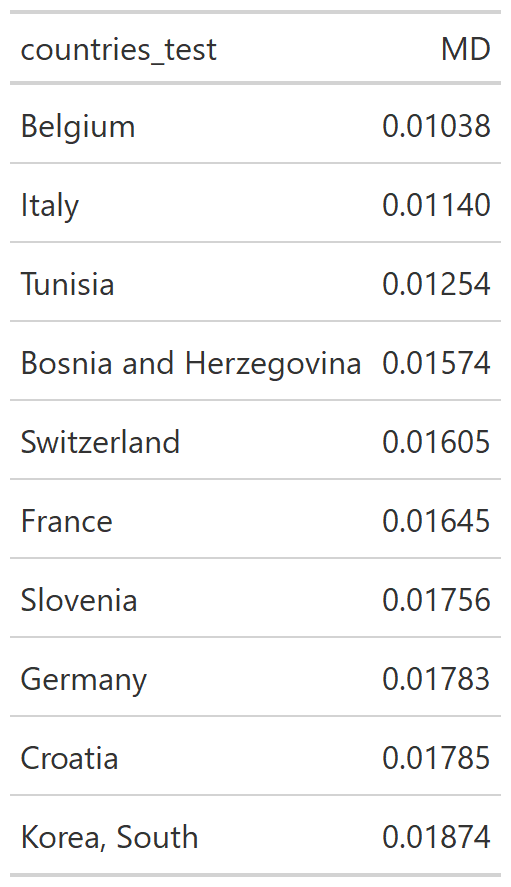 countries_test MD
Belgium 0.01038
Italy 0.01140
Tunisia 0.01254
Bosnia and Herzegovina 0.01574
Switzerland 0.01605
France 0.01645
Slovenia 0.01756
Germany 0.01783
Croatia 0.01785
Korea, South 0.01874